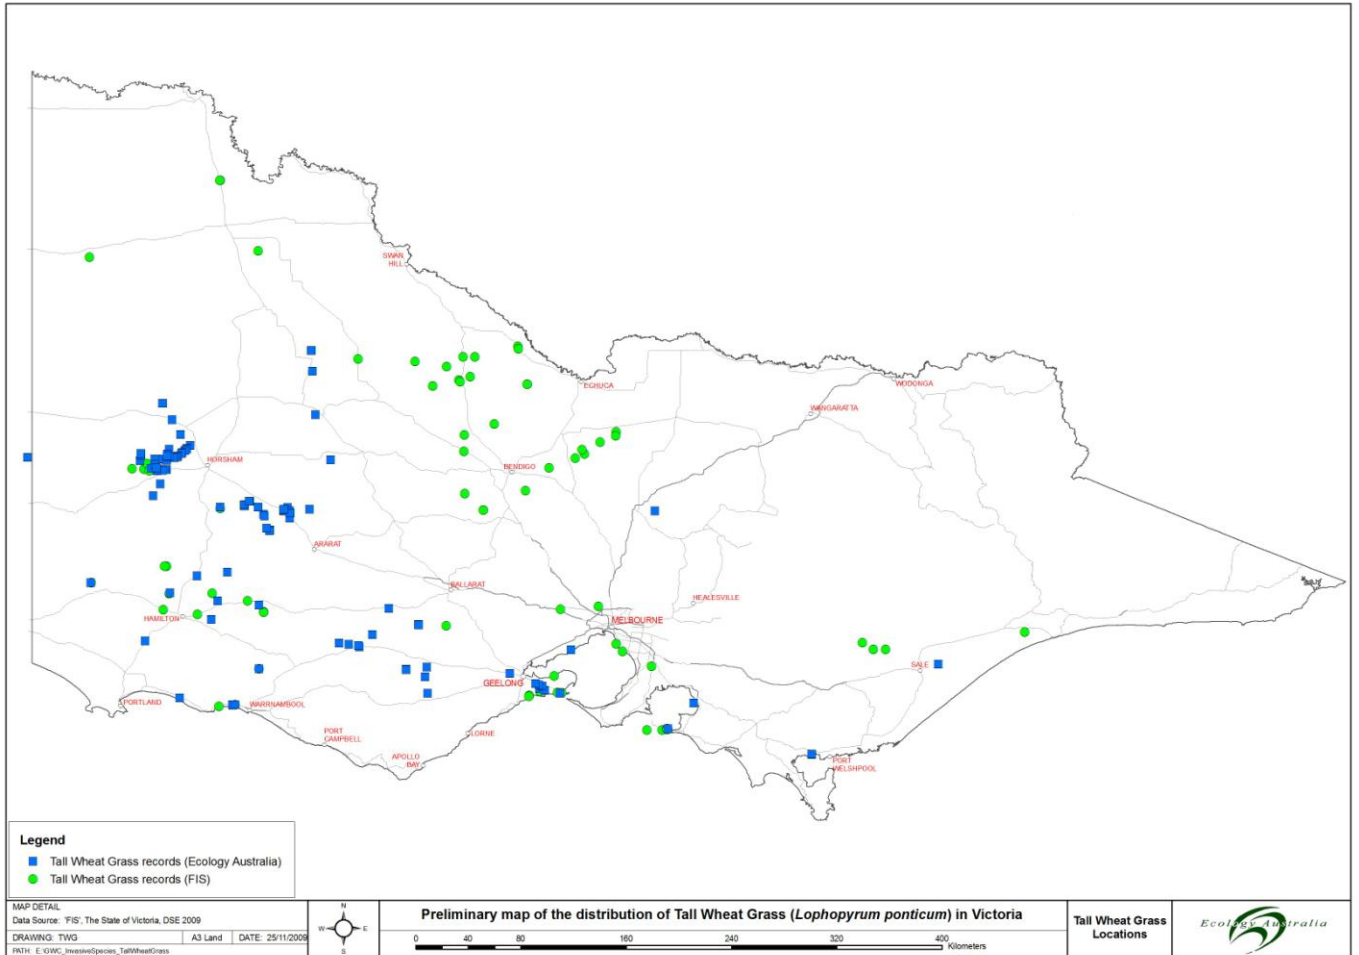 SWAN
HILL
ECHUCA
WODONGA
WANGARATTA
HORSHAM
BENDIGO
ARARAT
BALLARAT
HEALESVILLE
HAMILTON
MELBOURNE
SALE
GEELONG
PORTLAND
WARRNAMBOOL
LORNE
PORT
CAMPBELL
APOLLO
BAY
PORT
WELSHPOOL
Legend
Tall Wheat Grass records (Ecology Australia)
Tall Wheat Grass records (FIS)
MAP DETAIL
Data Source: 'FIS', The State of Victoria, DSE 2009
DRAWING: TWG A3 Land DATE: 25/11/2009
PATH: E:\GWC_InvasiveSpecies_TallWheatGrass
N
W E
S
Preliminary map of the distribution of Tall Wheat Grass (Lophopyrum ponticum) in Victoria
0 40 80 160 240 320 400
Kilometers
Tall Wheat Grass
Locations
Ecology Australia